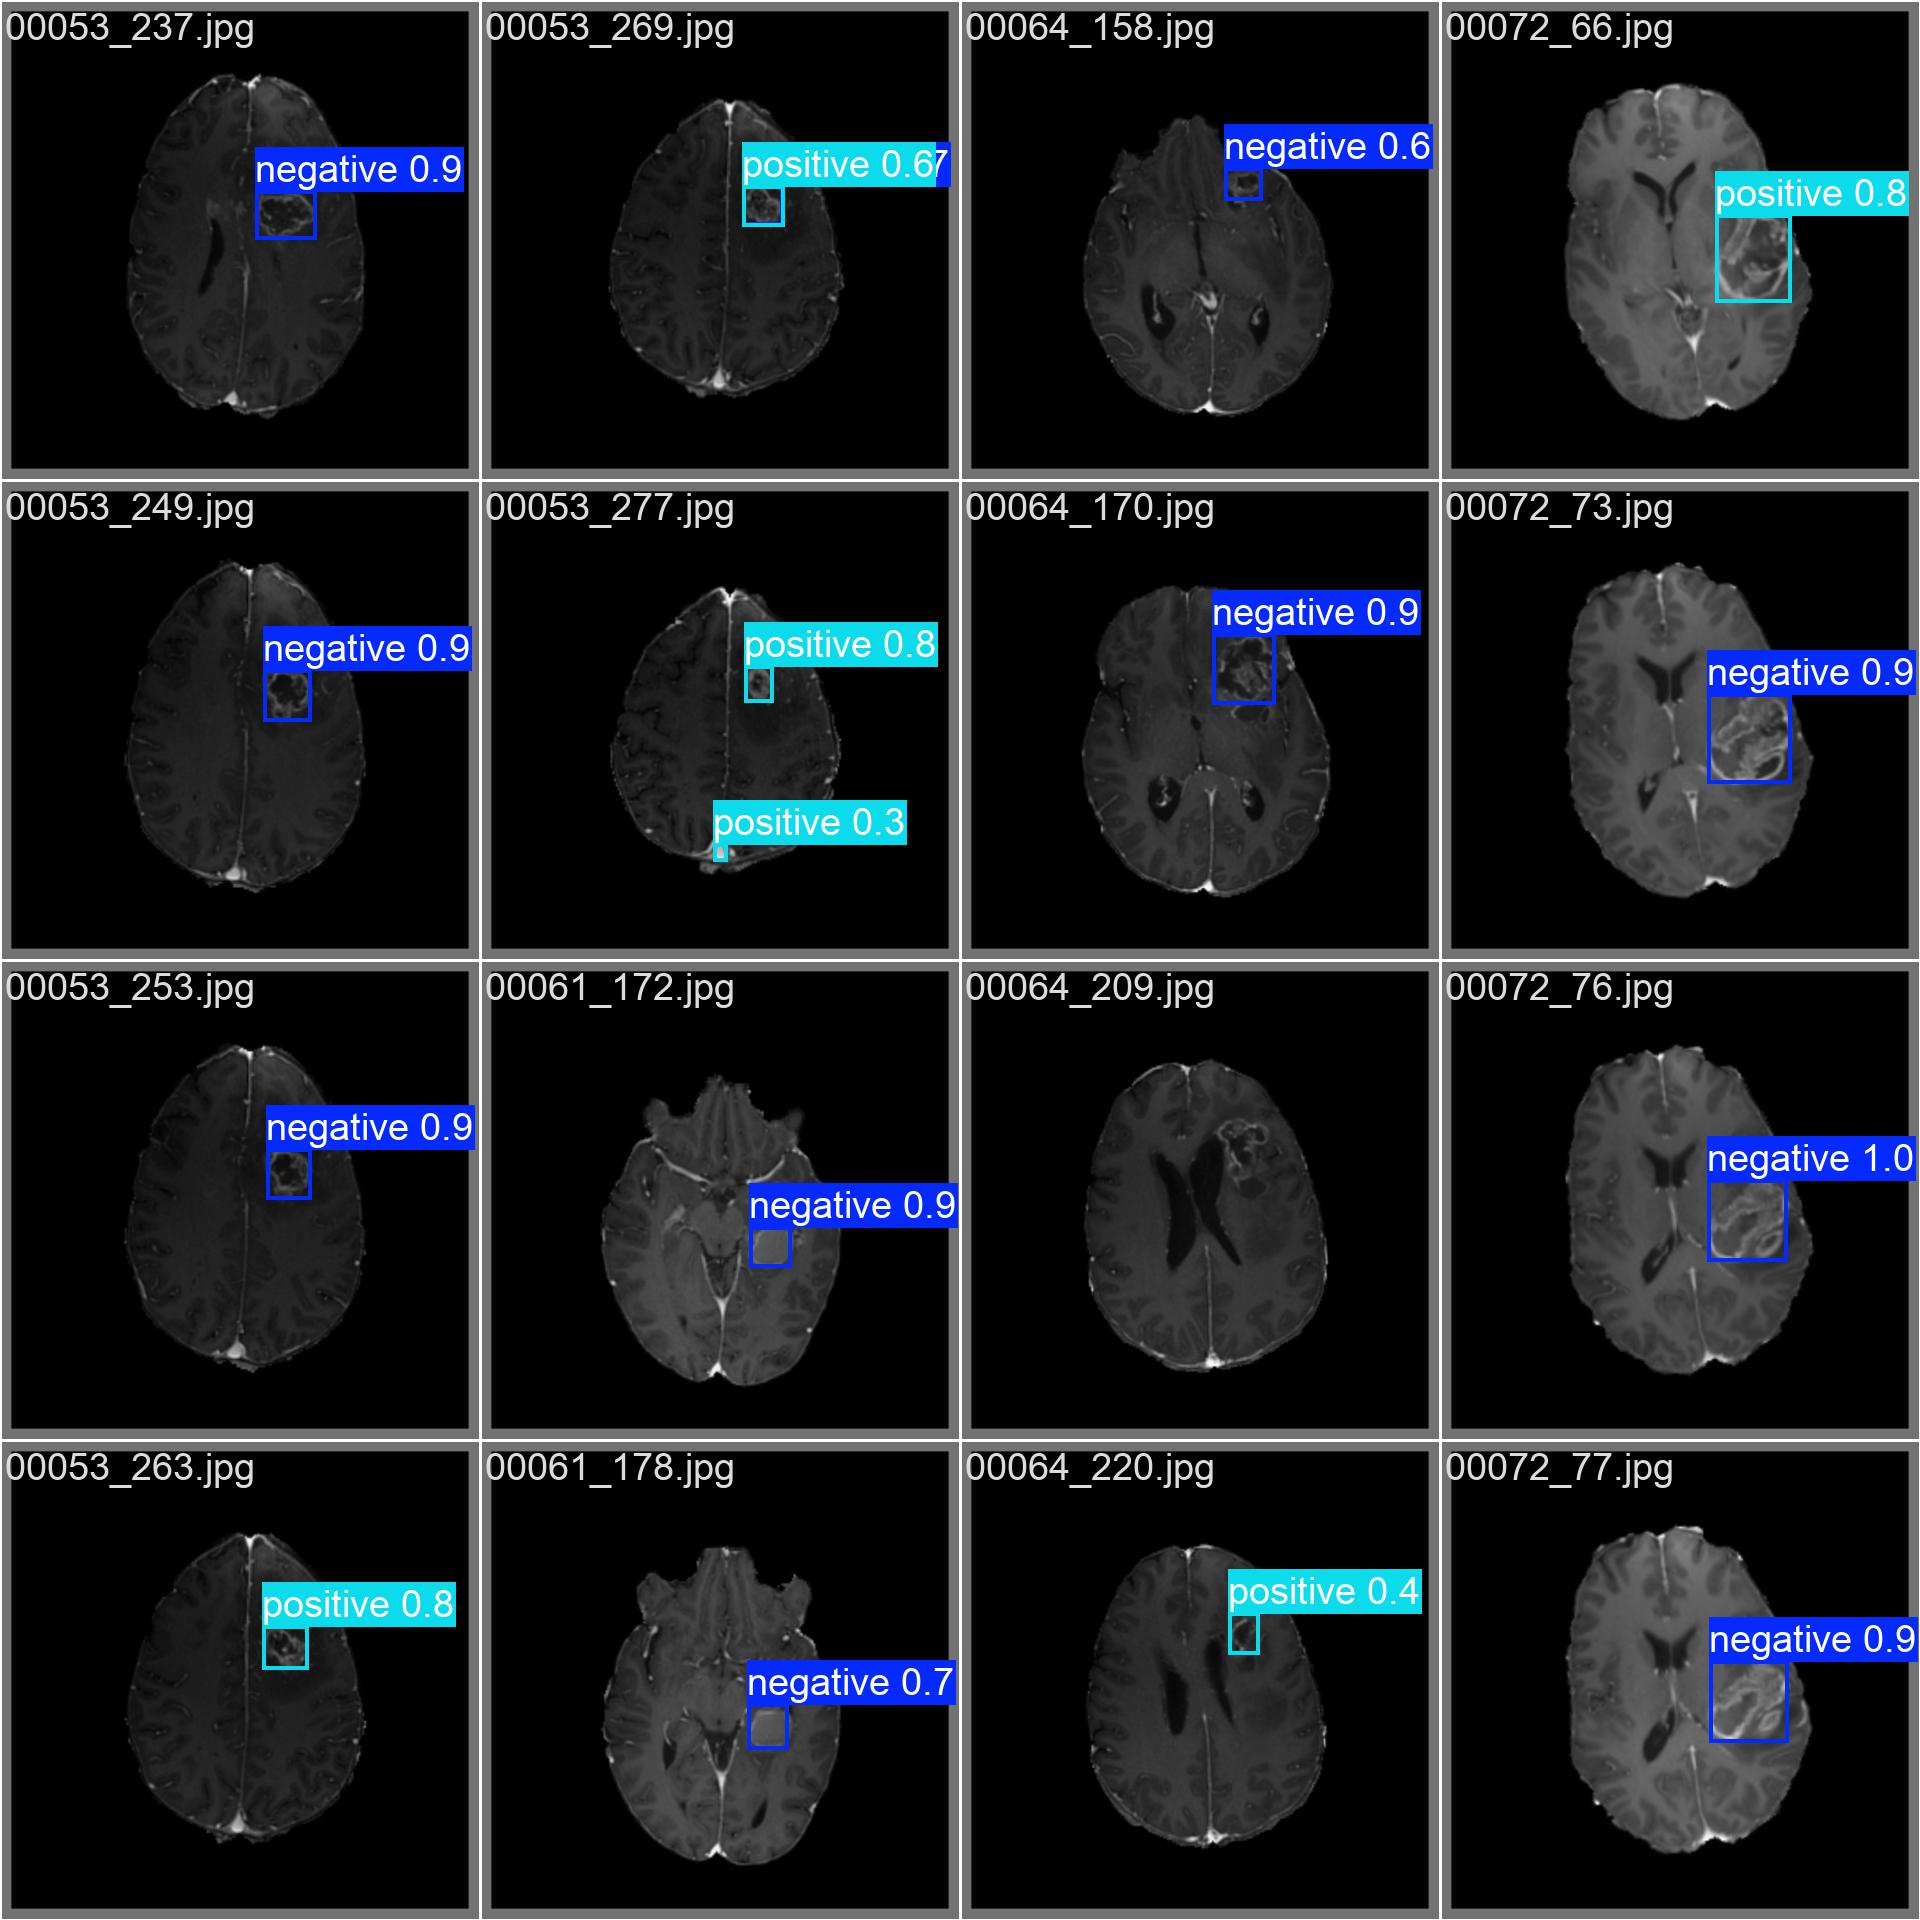 00053_237.jpg
negative 0.9
00053_269.jpg
positive 0.67
00064_158.jpg
negative 0.6
00072_66.jpg
positive 0.8
00053_249.jpg
negative 0.9
00053_277.jpg
positive 0.8
positive 0.3
00064_170.jpg
negative 0.9
00072_73.jpg
negative 0.9
00053_253.jpg
negative 0.9
00061_172.jpg
negative 0.9
00064_209.jpg
00072_76.jpg
negative 1.0
00053_263.jpg
positive 0.8
00061_178.jpg
negative 0.7
00064_220.jpg
positive 0.4
00072_77.jpg
negative 0.9